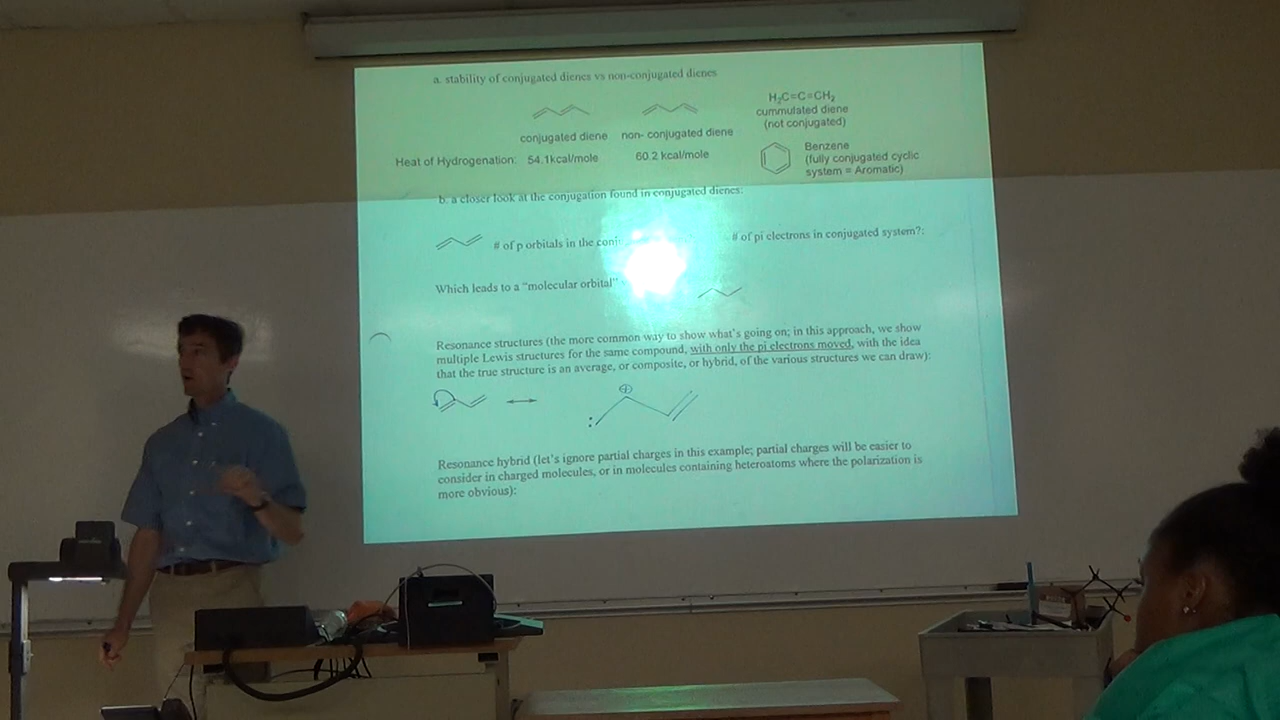 a. stability of conjugated dienes vs non-conjugated dienes
H₂C=C=CH₂
cummulated diene
(not conjugated)
conjugated diene non- conjugated diene
Heat of Hydrogenation: 54.1kcal/mole 60.2 kcal/mole
Benzene
(fully conjugated cyclic
system = Aromatic)
b. a closer look at the conjugation found in conjugated dienes:
# of p orbitals in the # of pi electrons in conjugated system?:
Which leads to a "molecular orbital"
Resonance structures (the more common way to show what's going on; in this approach, we show
multiple Lewis structures for the same compound, with only the pi electrons moved, with the idea
that the true structure is an average, or composite, or hybrid, of the various structures we can draw):
Resonance hybrid (let's ignore partial charges in this example; partial charges will be easier to
consider in charged molecules, or in molecules containing heteroatoms where the polarization is
more obvious):